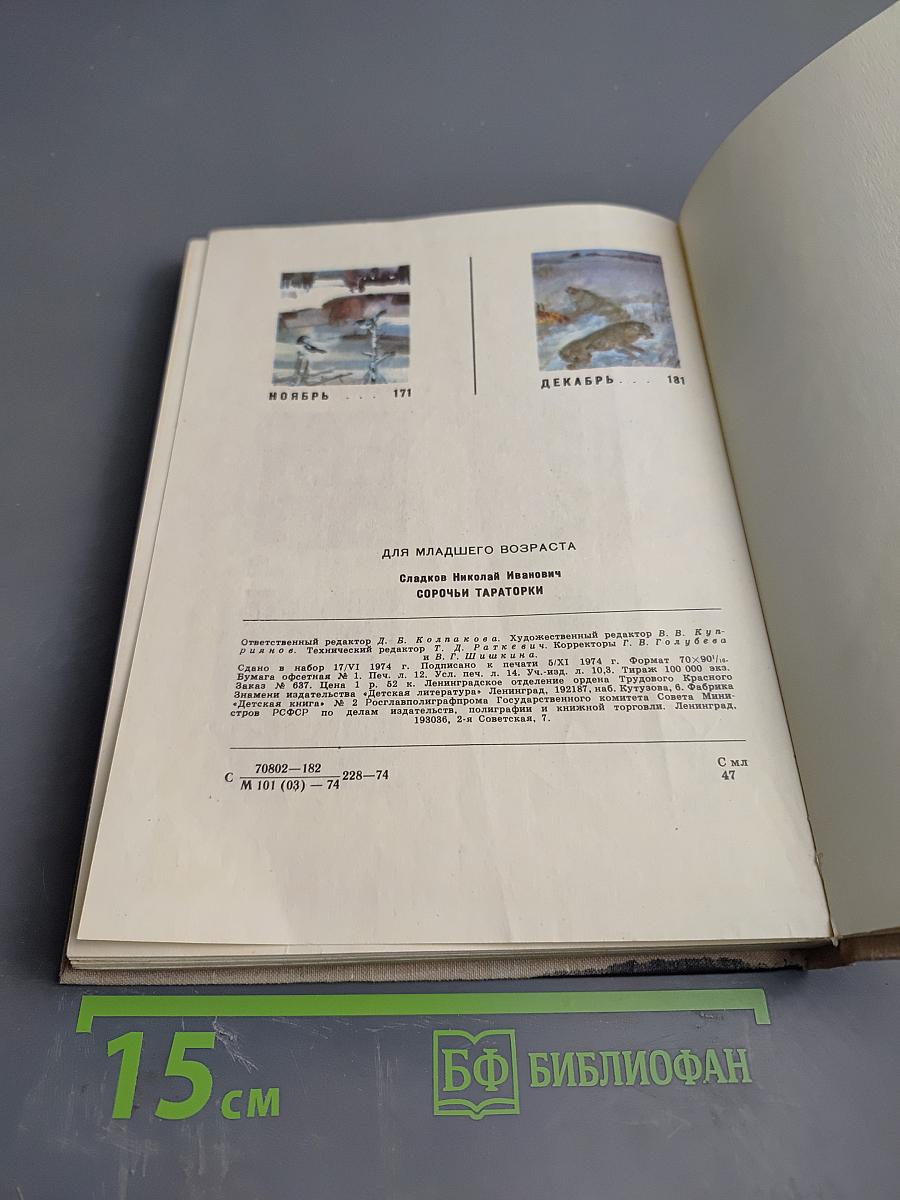 НОЯБРЬ . . . 171
ДЕКАБРЬ . . . 181
ДЛЯ МЛАДШЕГО ВОЗРАСТА
Сладков Николай Иванович
СОРОЧЬИ ТАРАТОРКИ
Ответственный редактор Д. Б. Колпакова. Художественный редактор В. В. Куп-
риянов. Технический редактор Т. Д. Раткевич. Корректоры Г. В. Голубева
и В. Г. Шишкина.
Сдано в набор 17/VI 1974 г. Подписано к печати 5/XI 1974 г. Формат 70×90¹/₁₆.
Бумага офсетная № 1. Печ. л. 12. Усл. печ. л. 14. Уч.-изд. л. 10,3. Тираж 100 000 экз.
Заказ № 637. Цена 1 р. 52 к. Ленинградское отделение ордена Трудового Красного
Знамени издательства «Детская литература» Ленинград, 192187, наб. Кутузова, 6. Фабрика
«Детская книга» № 2 Росглавполиграфпрома Государственного комитета Совета Мини-
стров РСФСР по делам издательств, полиграфии и книжной торговли. Ленинград,
193036, 2-я Советская, 7.
С 70802—182 / М 101 (03) — 74 228—74
С мл
47
15 см
БФ БИБЛИОФАН